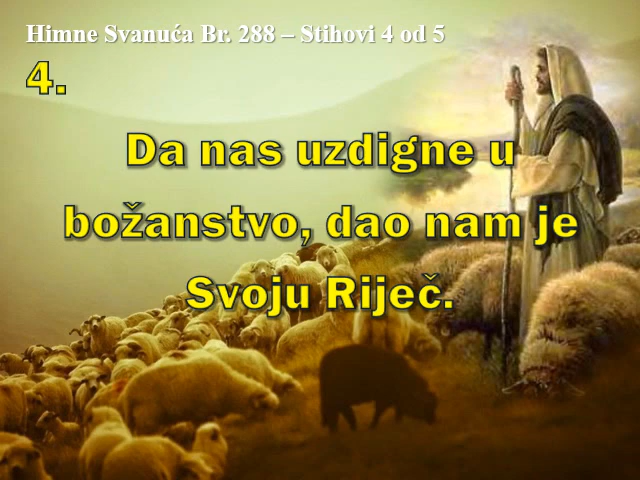 Himne Svanuća Br. 288 – Stihovi 4 od 5
4.
Da nas uzdigne u
božanstvo, dao nam je
Svoju Riječ.